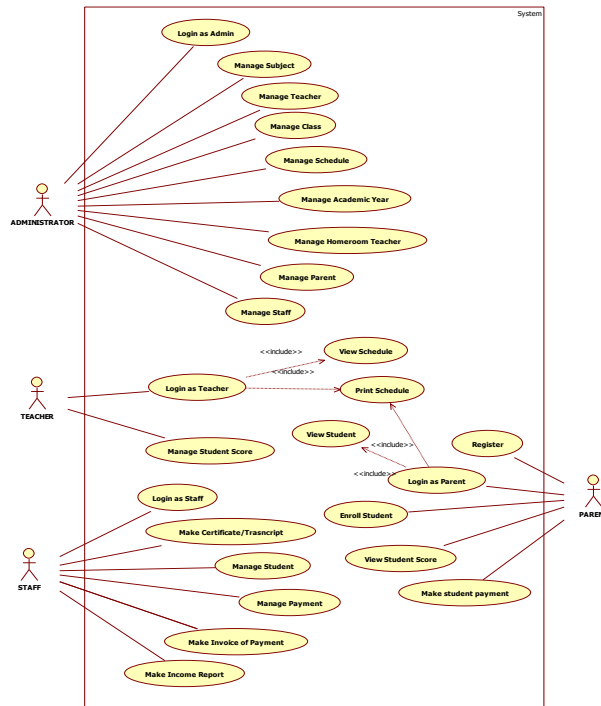 System
Login as Admin
Manage Subject
Manage Teacher
Manage Class
Manage Schedule
Manage Academic Year
ADMINISTRATOR
Manage Homeroom Teacher
Manage Parent
Manage Staff
<<include>>
View Schedule
<<include>>
Login as Teacher
Print Schedule
TEACHER
View Student
<<include>>
Register
Manage Student Score
<<include>>
Login as Parent
Login as Staff
Enroll Student
PAREN
Make Certificate/Trasncript
View Student Score
Manage Student
STAFF
Make student payment
Manage Payment
Make Invoice of Payment
Make Income Report